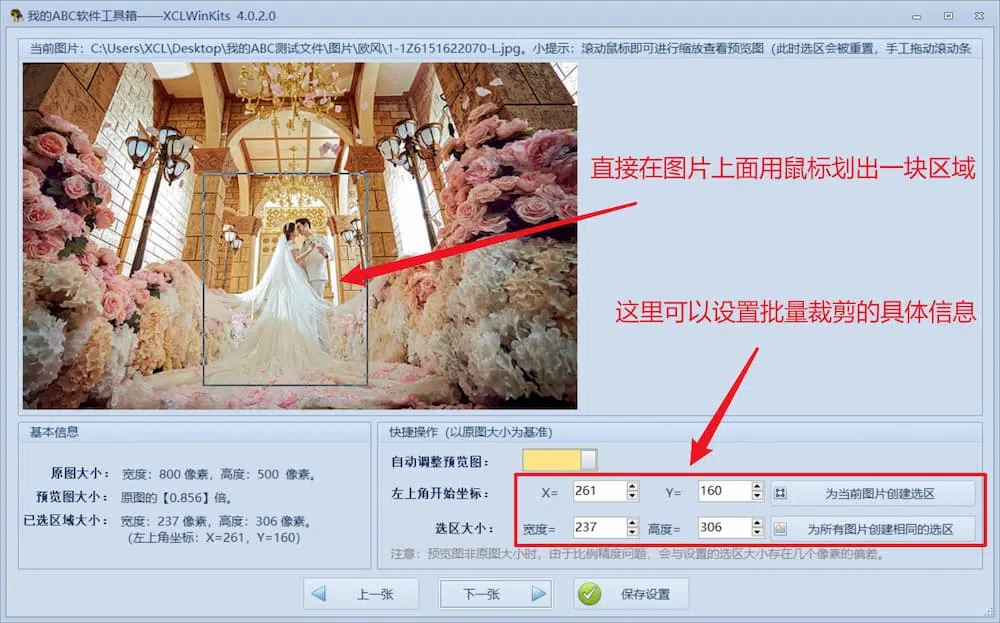 我的ABC软件工具箱——XCLWinKits 4.0.2.0
当前图片：C:\Users\XCL\Desktop\我的ABC测试文件\图片\欧风\1-1Z6151622070-L.jpg。小提示：滚动鼠标即可进行缩放查看预览图（此时选区会被重置，手工拖动滚动条
直接在图片上面用鼠标划出一块区域
这里可以设置批量裁剪的具体信息
基本信息
原图大小： 宽度：800 像素，高度：500 像素。
预览图大小： 原图的【0.856】倍。
已选区域大小： 宽度：237 像素，高度：306 像素。
(左上角坐标：X=261，Y=160)
快捷操作（以原图大小为基准）
自动调整预览图：
左上角开始坐标： X= 261 Y= 160 为当前图片创建选区
选区大小： 宽度= 237 高度= 306 为所有图片创建相同的选区
注意：预览图非原图大小时，由于比例精度问题，会与设置的选区大小存在几个像素的偏差。
上一张 下一张 保存设置